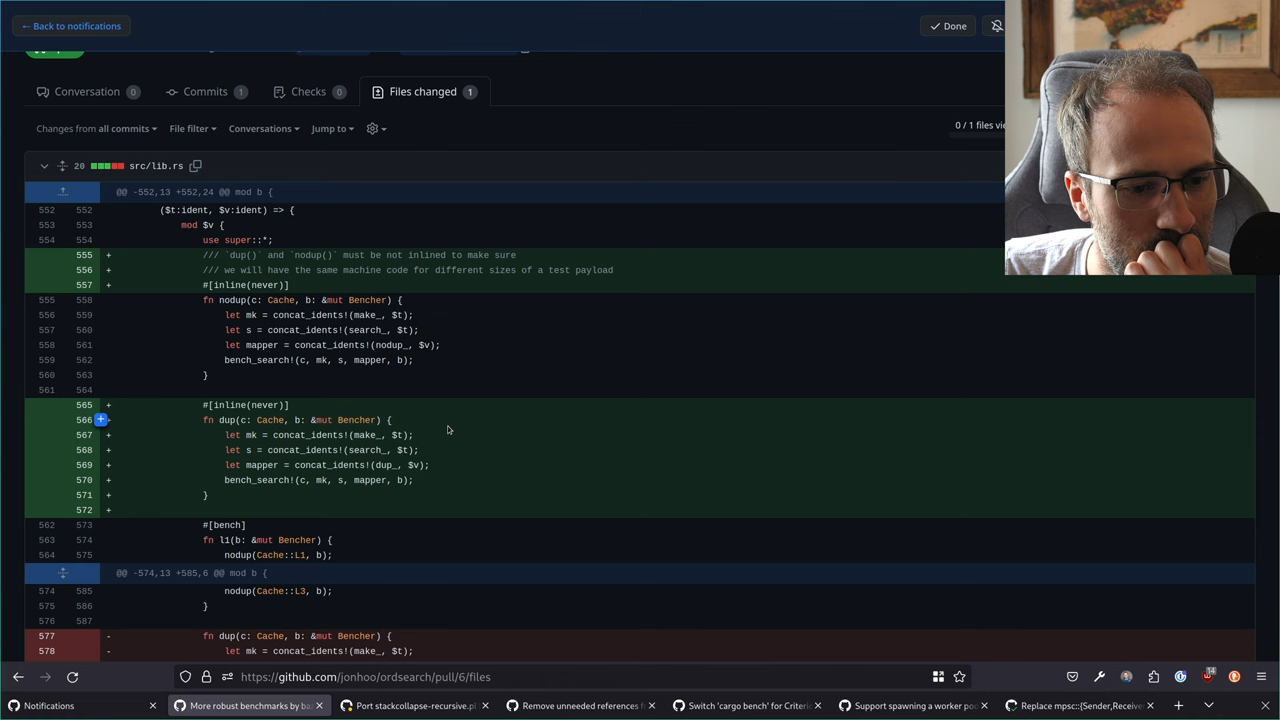 ← Back to notifications
Done
Conversation 0
Commits 1
Checks 0
Files changed 1
Changes from all commits
File filter
Conversations
Jump to
0 / 1 files
20 src/lib.rs
@@ -552,13 +552,24 @@ mod b {
552 552 ($t:ident, $v:ident) => {
553 553 mod $v {
554 554 use super::*;
555 + /// `dup()` and `nodup()` must be not inlined to make sure
556 + /// we will have the same machine code for different sizes of a test payload
557 + #[inline(never)]
555 558 fn nodup(c: Cache, b: &mut Bencher) {
556 559 let mk = concat_idents!(make_, $t);
557 560 let s = concat_idents!(search_, $t);
558 561 let mapper = concat_idents!(nodup_, $v);
559 562 bench_search!(c, mk, s, mapper, b);
560 563 }
561 564
565 + #[inline(never)]
566 + fn dup(c: Cache, b: &mut Bencher) {
567 + let mk = concat_idents!(make_, $t);
568 + let s = concat_idents!(search_, $t);
569 + let mapper = concat_idents!(dup_, $v);
570 + bench_search!(c, mk, s, mapper, b);
571 + }
572 +
562 573 #[bench]
563 574 fn l1(b: &mut Bencher) {
564 575 nodup(Cache::L1, b);
@@ -574,13 +585,6 @@ mod b {
574 585 nodup(Cache::L3, b);
575 586 }
576 587
577 - fn dup(c: Cache, b: &mut Bencher) {
578 - let mk = concat_idents!(make_, $t);
https://github.com/jonhoo/ordsearch/pull/6/files
14
Notifications
More robust benchmarks by
Port stackcollapse-recursive.pl
Remove unneeded references
Switch 'cargo bench' for Criterio
Support spawning a worker
Replace mpsc::{Sender,Receive